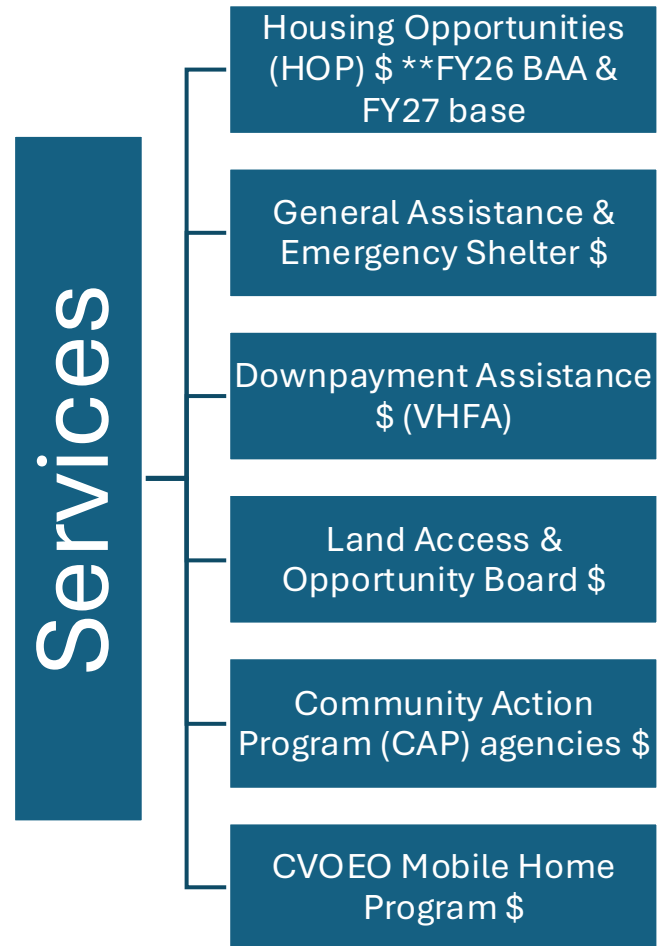 Services
Housing Opportunities
(HOP) $ **FY26 BAA &
FY27 base
General Assistance &
Emergency Shelter $
Downpayment Assistance
$ (VHFA)
Land Access &
Opportunity Board $
Community Action
Program (CAP) agencies $
CVOEO Mobile Home
Program $